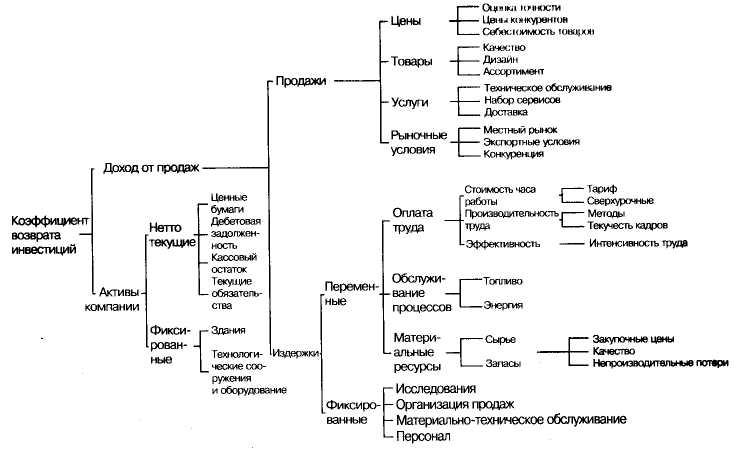 Коэффициент
возврата
инвестиций
Доход от продаж
Активы
компании
Нетто
текущие
Ценные
бумаги
Дебетовая
задолжен-
ность
Кассовый
остаток
Текущие
обязатель-
ства
Фикси-
рован-
ные
Здания
Технологи-
ческие соо-
ружения
и оборудование
Продажи
Цены
Оценка точности
Цены конкурентов
Себестоимость товаров
Товары
Качество
Дизайн
Ассортимент
Услуги
Техническое обслуживание
Набор сервисов
Доставка
Рыночные
условия
Местный рынок
Экспортные условия
Конкуренция
Издержки
Перемен-
ные
Оплата
труда
Стоимость часа
работы
Тариф
Сверхурочные
Производительность
труда
Методы
Текучесть кадров
Эффективность
Интенсивность труда
Обслужи-
вание
процессов
Топливо
Энергия
Матери-
альные
ресурсы
Сырье
Запасы
Закупочные цены
Качество
Непроизводительные потери
Фиксиро-
ванные
Исследования
Организация продаж
Материально-техническое обслуживание
Персонал